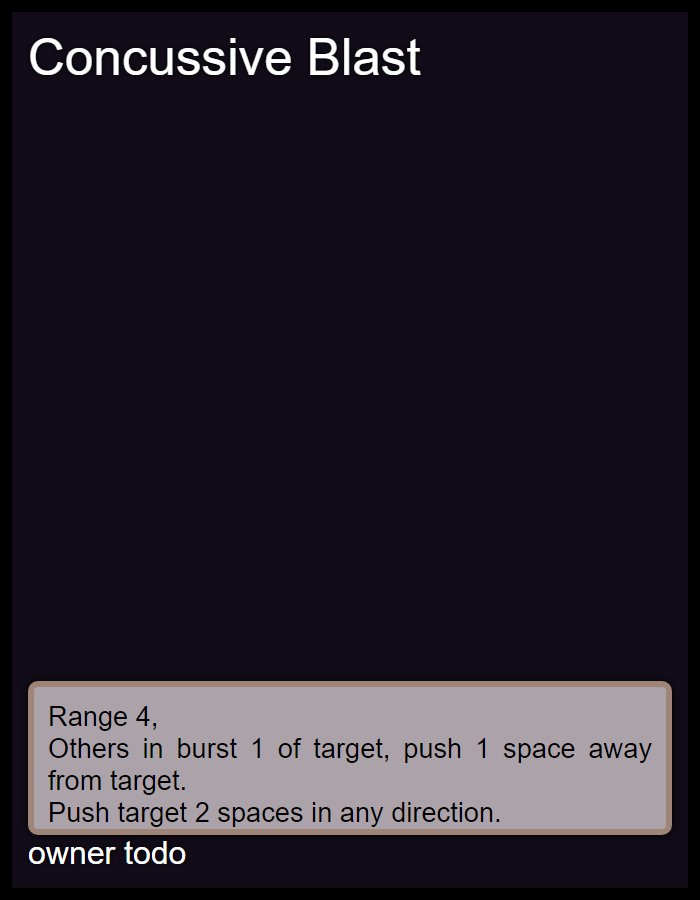 Concussive Blast
Range 4,
Others in burst 1 of target, push 1 space away
from target.
Push target 2 spaces in any direction.
owner todo